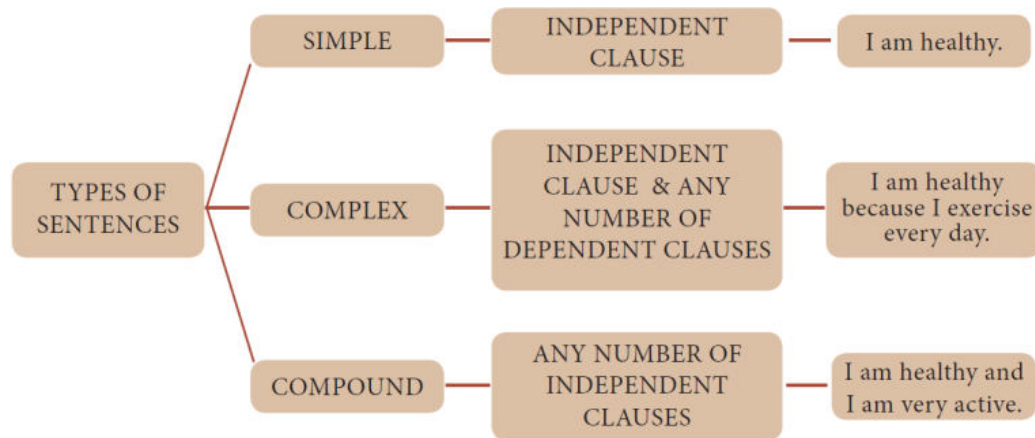 TYPES OF
SENTENCES
SIMPLE
INDEPENDENT
CLAUSE
I am healthy.
COMPLEX
INDEPENDENT
CLAUSE & ANY
NUMBER OF
DEPENDENT CLAUSES
I am healthy
because I exercise
every day.
COMPOUND
ANY NUMBER OF
INDEPENDENT
CLAUSES
I am healthy and
I am very active.